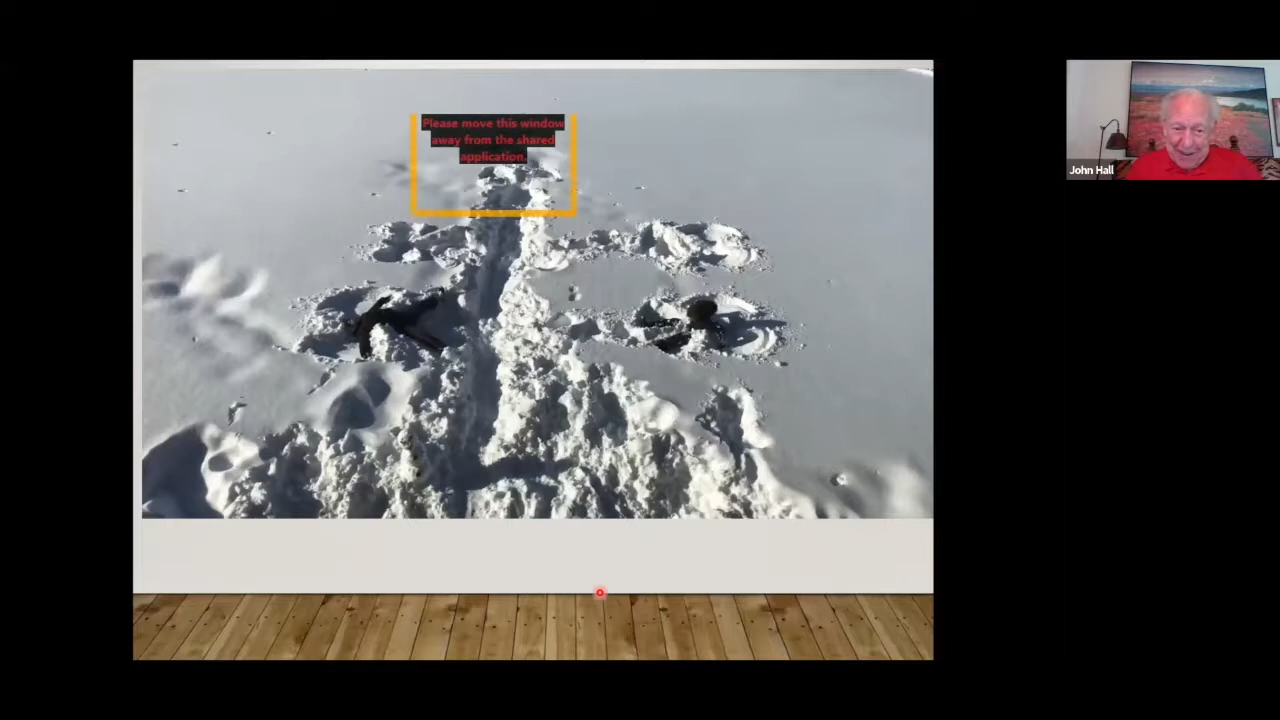 Please move this window
away from the shared
application.
John Hall